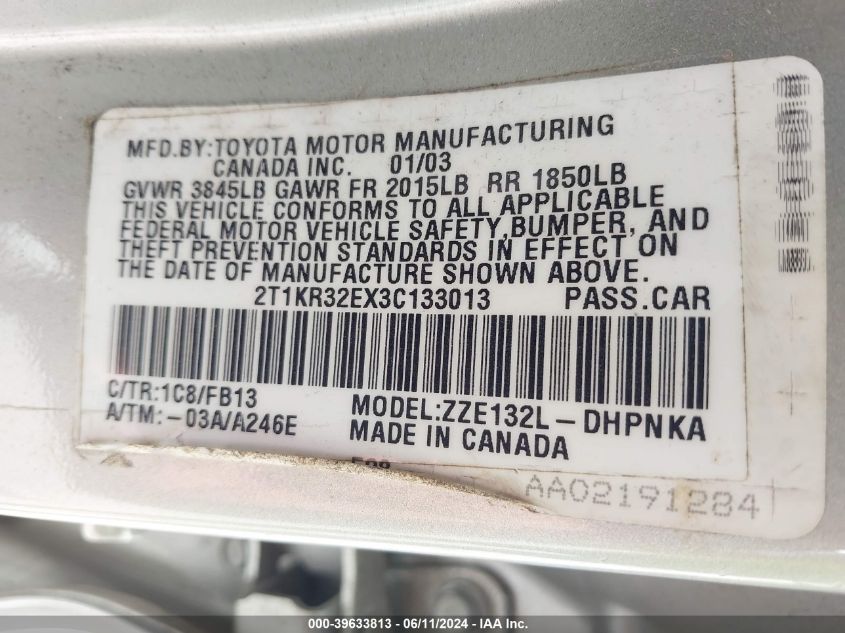 MFD.BY:TOYOTA MOTOR MANUFACTURING
CANADA INC. 01/03
GVWR 3845LB GAWR FR 2015LB RR 1850LB
THIS VEHICLE CONFORMS TO ALL APPLICABLE
FEDERAL MOTOR VEHICLE SAFETY,BUMPER, AND
THEFT PREVENTION STANDARDS IN EFFECT ON
THE DATE OF MANUFACTURE SHOWN ABOVE.
2T1KR32EX3C133013 PASS.CAR
C/TR:1C8/FB13
A/TM:-03A/A246E
MODEL:ZZE132L-DHPNKA
MADE IN CANADA
AA02191284
000-39633813 - 06/11/2024 - IAA Inc.